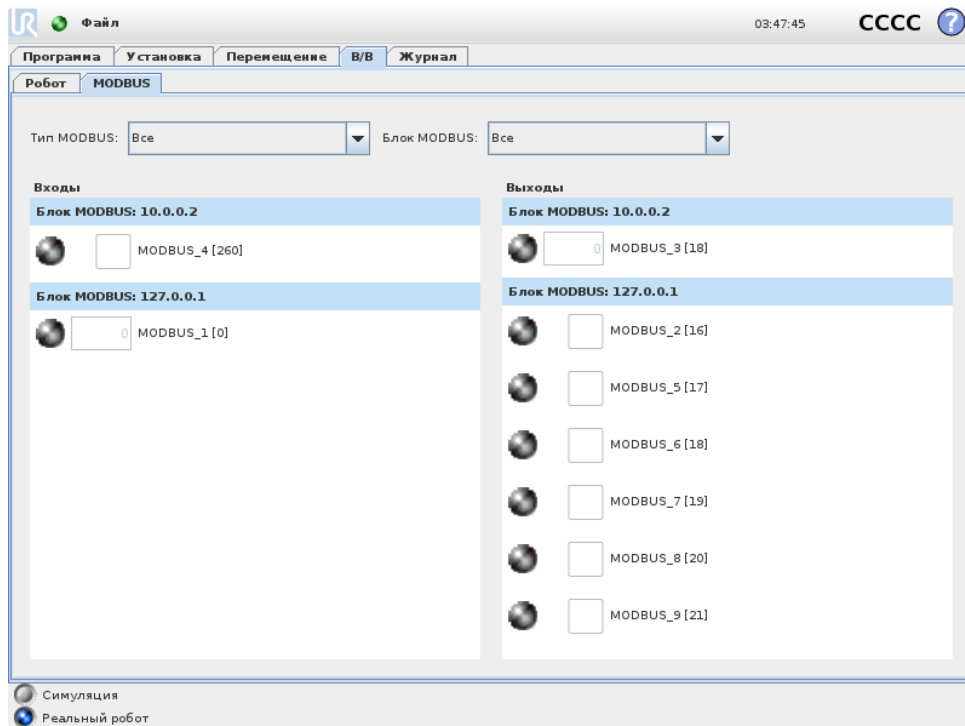 UR Файл 03:47:45 CCCC ?
Программа Установка Перемещение В/В Журнал
Робот MODBUS
Тип MODBUS: Все Блок MODBUS: Все
Входы
Блок MODBUS: 10.0.0.2
MODBUS_4 [260]
Блок MODBUS: 127.0.0.1
0 MODBUS_1 [0]
Выходы
Блок MODBUS: 10.0.0.2
0 MODBUS_3 [18]
Блок MODBUS: 127.0.0.1
MODBUS_2 [16]
MODBUS_5 [17]
MODBUS_6 [18]
MODBUS_7 [19]
MODBUS_8 [20]
MODBUS_9 [21]
Симуляция
Реальный робот